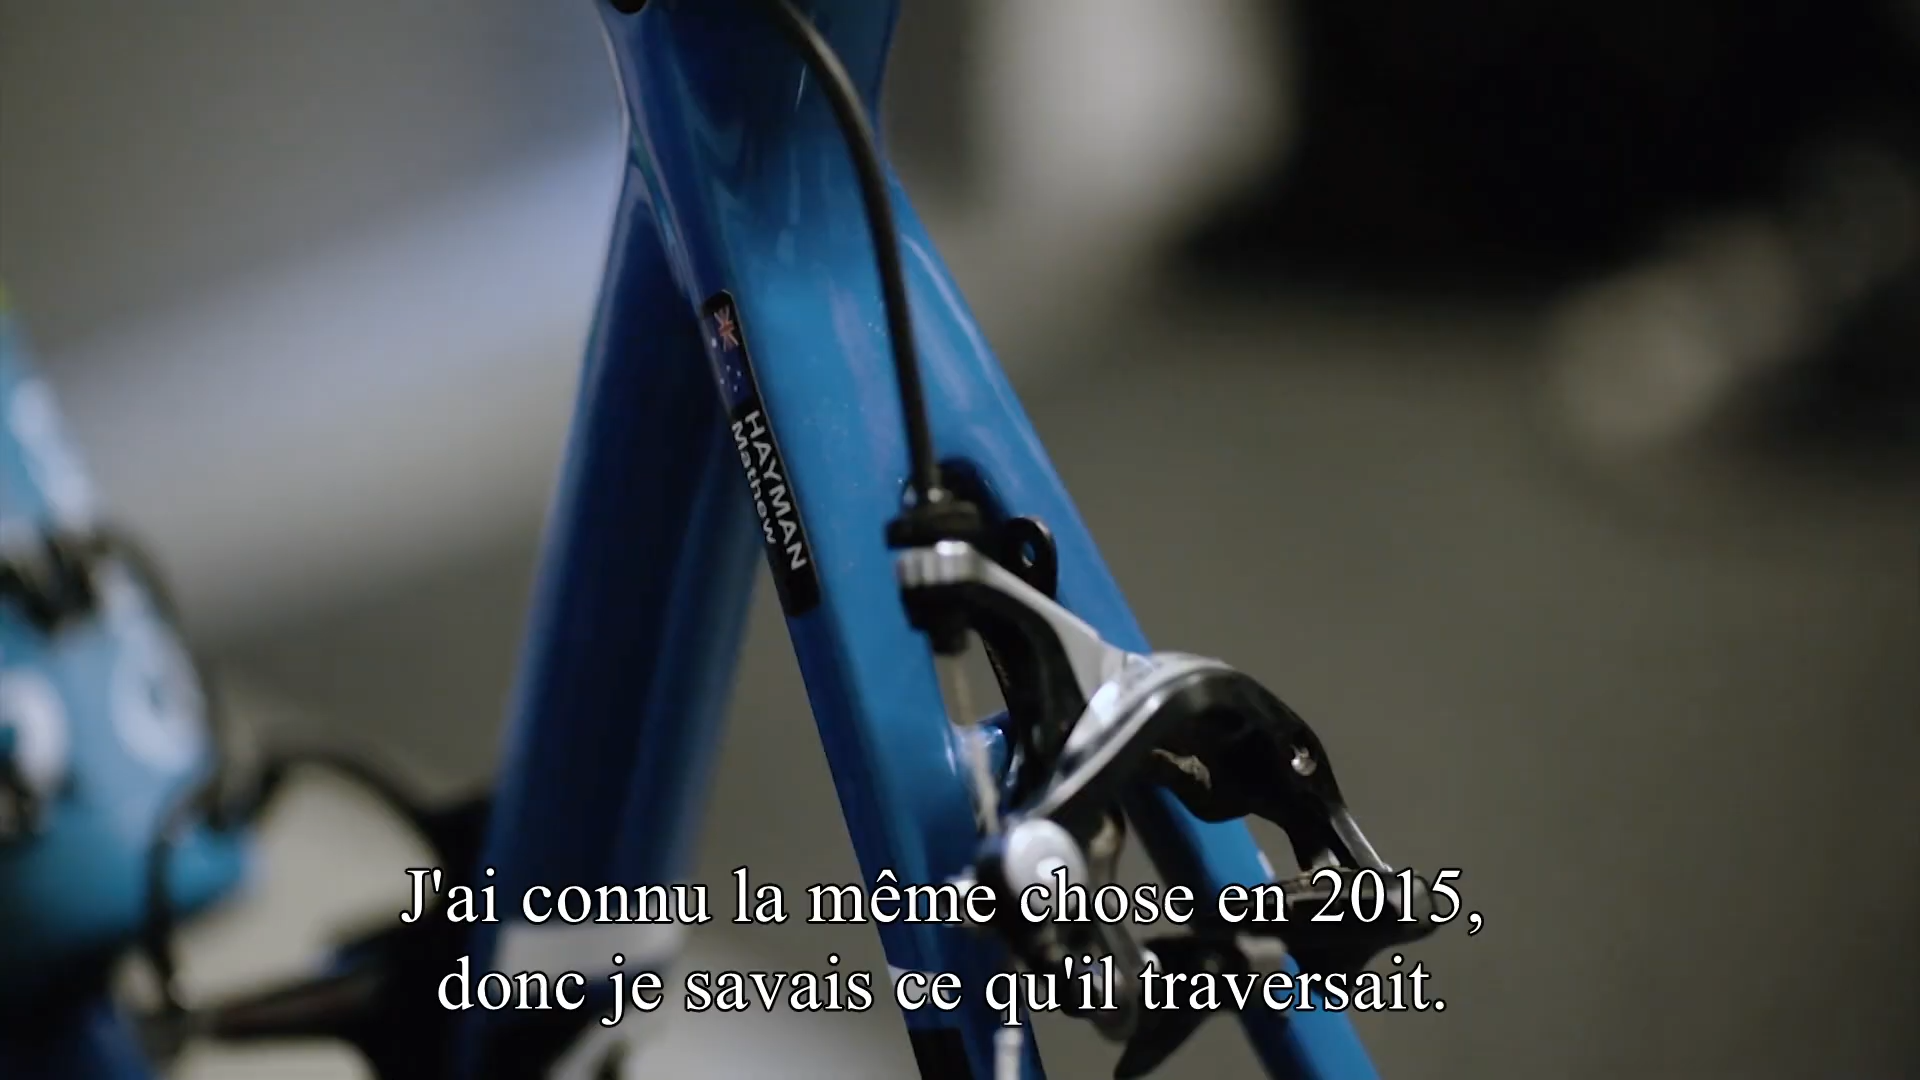 HAYMAN
Mathew
J'ai connu la même chose en 2015,
donc je savais ce qu'il traversait.